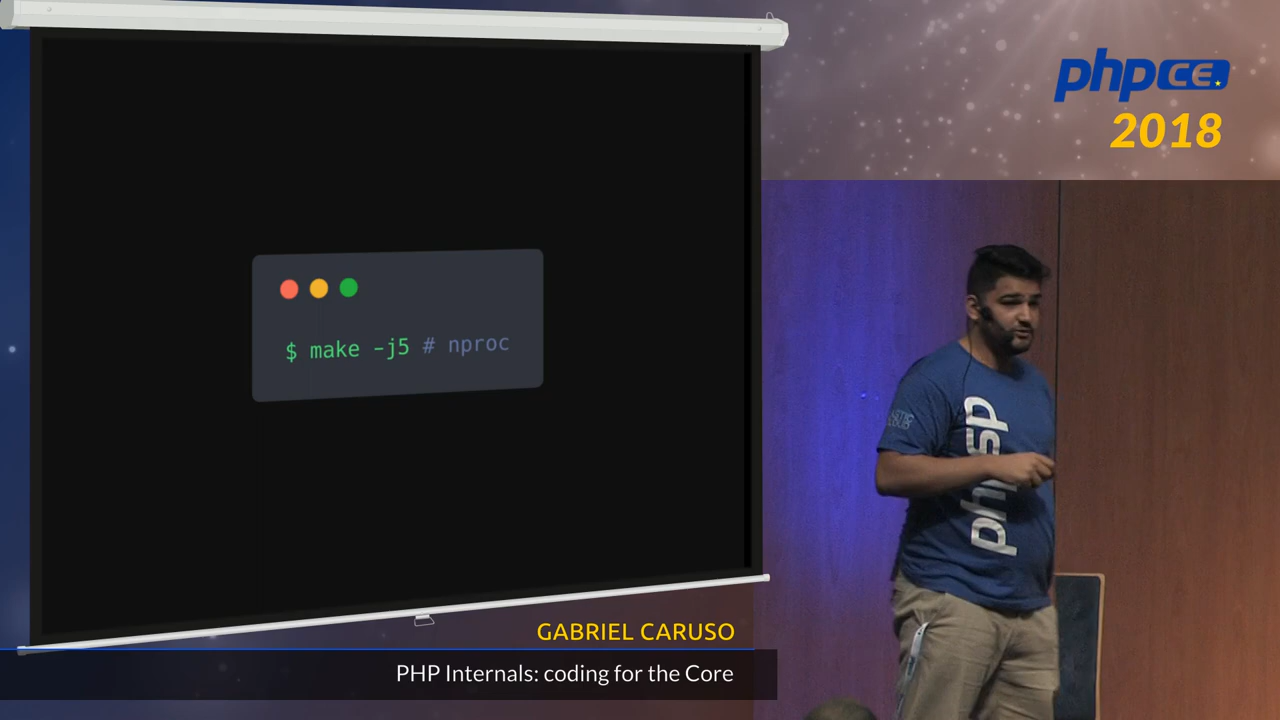 phpce
2018
$ make -j5 # nproc
phpsp
GABRIEL CARUSO
PHP Internals: coding for the Core